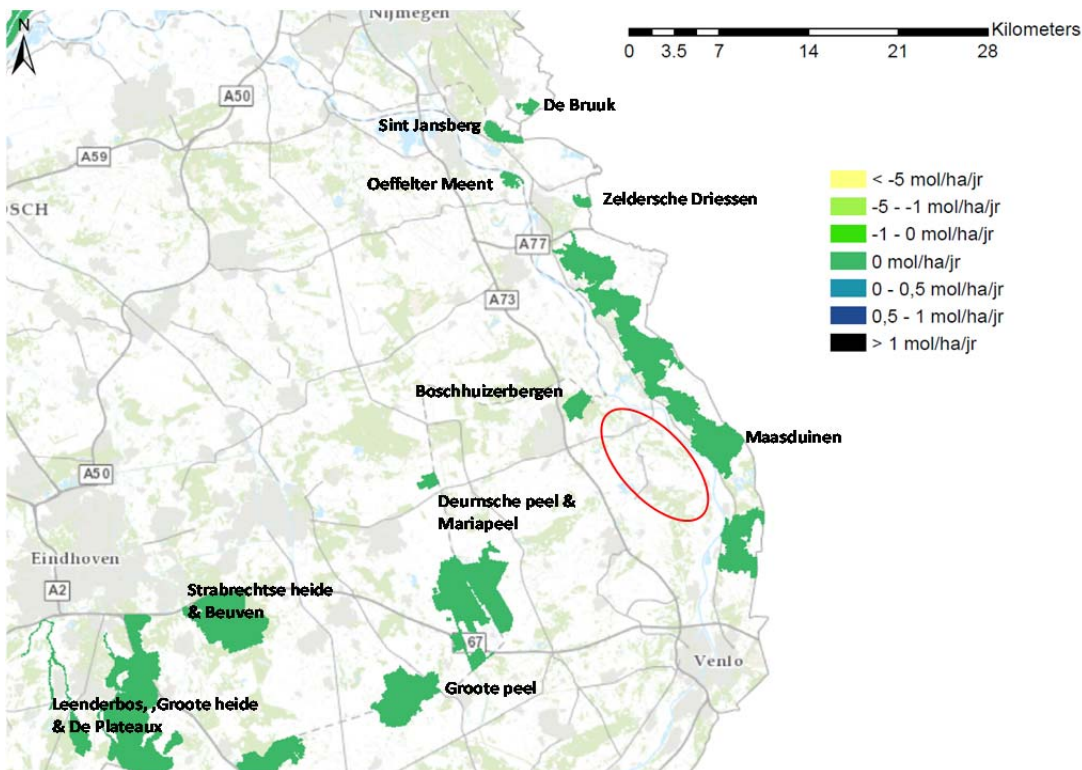 N
Nijmegen
Kilometers
0 3.5 7 14 21 28
A50
De Bruuk
Sint Jansberg
A59
Oeffelter Meent
Zeldersche Driessen
< -5 mol/ha/jr
-5 - -1 mol/ha/jr
-1 - 0 mol/ha/jr
0 mol/ha/jr
0 - 0,5 mol/ha/jr
0,5 - 1 mol/ha/jr
> 1 mol/ha/jr
OSCH
A77
A73
Boschhuizerbergen
Maasduinen
A50
Deurnsche peel &
Mariapeel
Eindhoven
A2
Strabrechtse heide
& Beuven
67
Venlo
Groote peel
Leenderbos, ,Groote heide
& De Plateaux